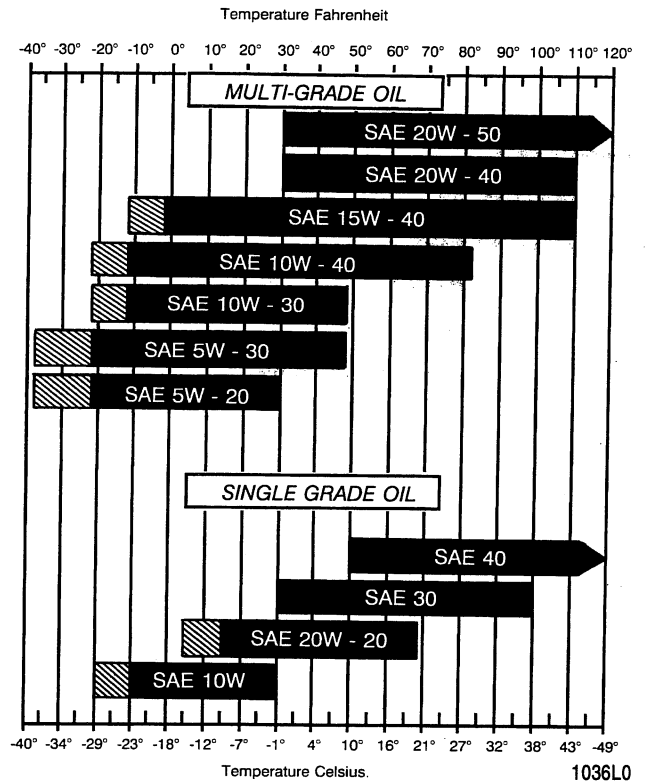 Temperature Fahrenheit
-40° -30° -20° -10° 0° 10° 20° 30° 40° 50° 60° 70° 80° 90° 100° 110° 120°
MULTI-GRADE OIL
SAE 20W - 50
SAE 20W - 40
SAE 15W - 40
SAE 10W - 40
SAE 10W - 30
SAE 5W - 30
SAE 5W - 20
SINGLE GRADE OIL
SAE 40
SAE 30
SAE 20W - 20
SAE 10W
-40° -34° -29° -23° -18° -12° -7° -1° 4° 10° 16° 21° 27° 32° 38° 43° -49°
Temperature Celsius.
1036L0